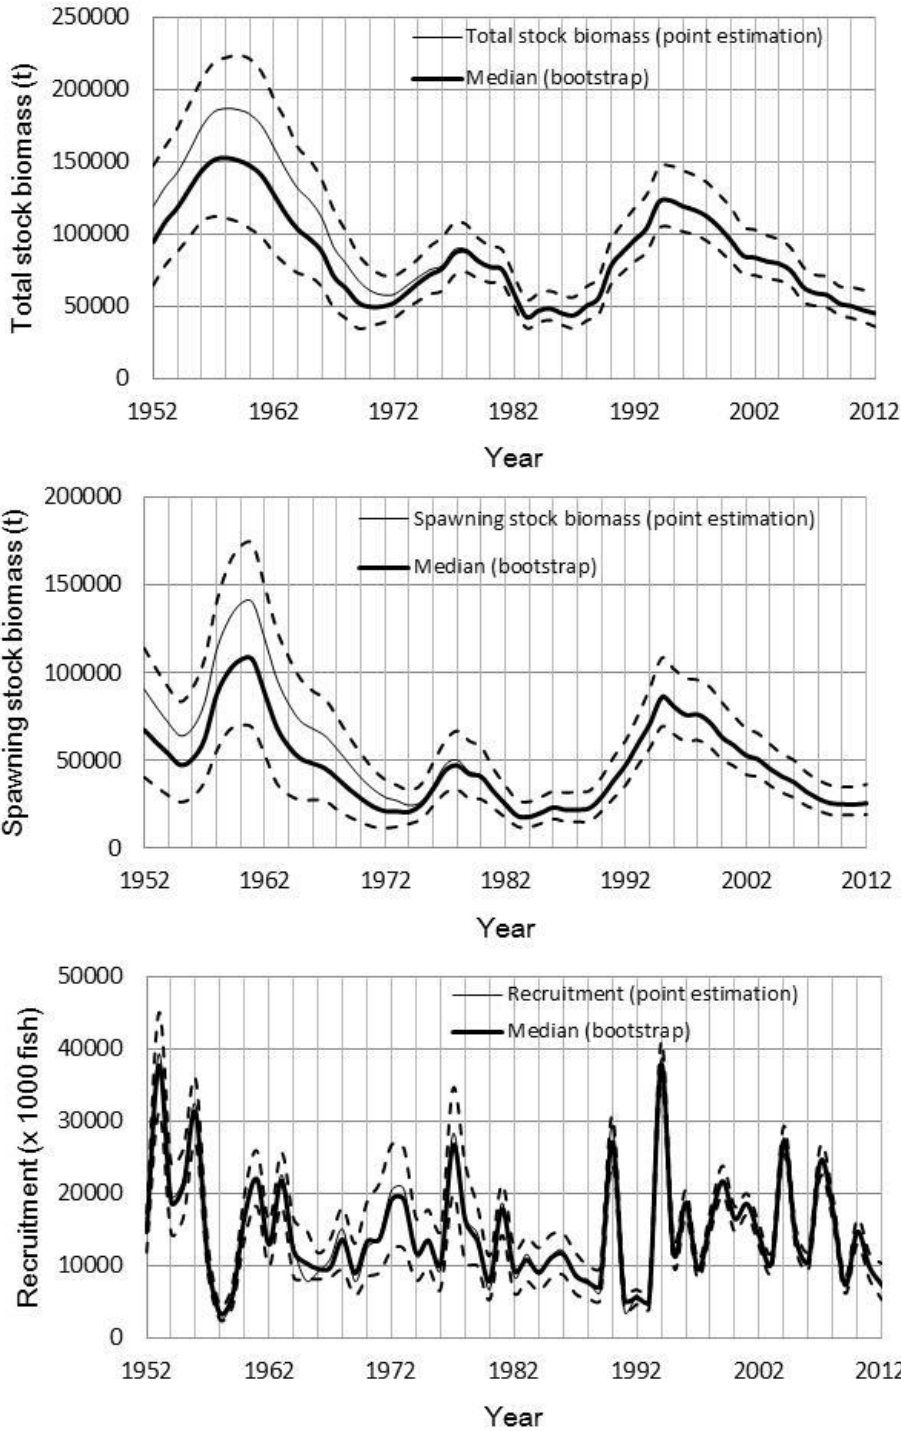 250000
Total stock biomass (point estimation)
200000
Median (bootstrap)
150000
100000
50000
0
Total stock biomass (t)
1952 1962 1972 1982 1992 2002 2012
Year
200000
Spawning stock biomass (point estimation)
150000
Median (bootstrap)
100000
50000
0
Spawning stock biomass (t)
1952 1962 1972 1982 1992 2002 2012
Year
50000
Recruitment (point estimation)
40000
Median (bootstrap)
30000
20000
10000
0
Recruitment (x 1000 fish)
1952 1962 1972 1982 1992 2002 2012
Year